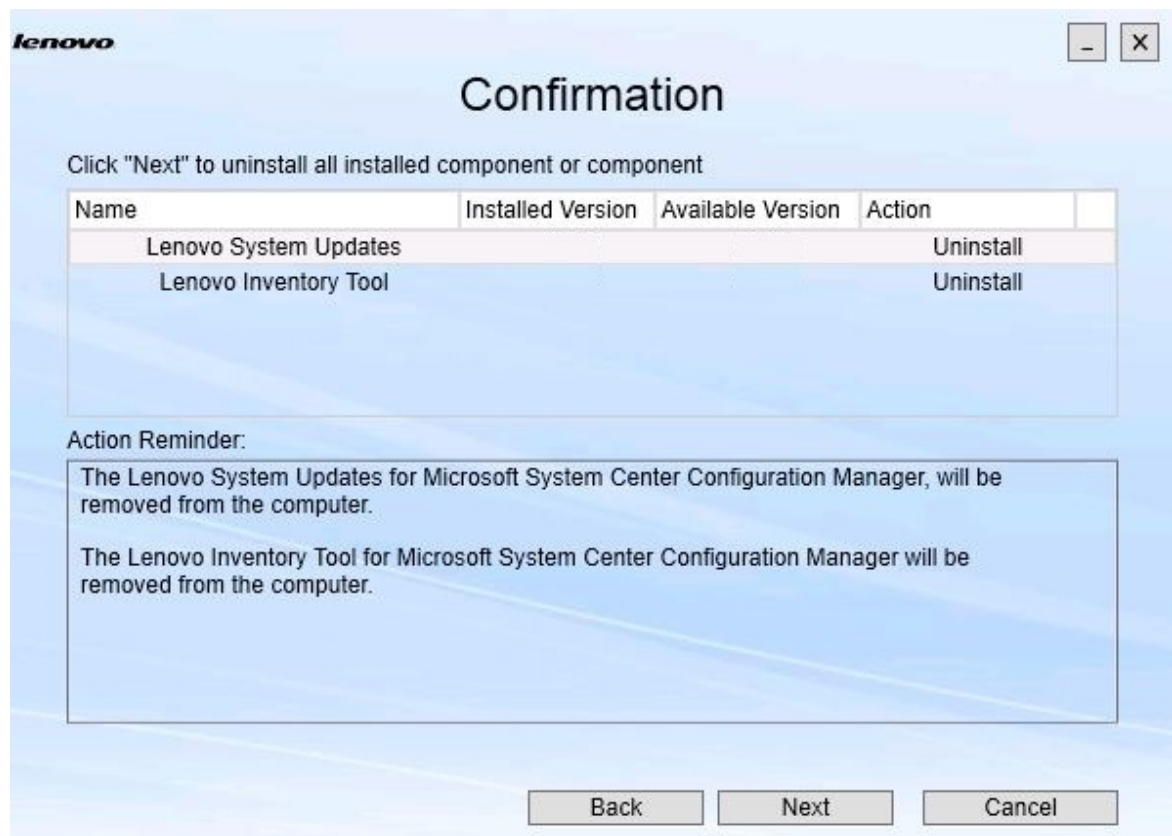 lenovo
_ X
Confirmation
Click "Next" to uninstall all installed component or component
Name Installed Version Available Version Action
Lenovo System Updates Uninstall
Lenovo Inventory Tool Uninstall
Action Reminder:
The Lenovo System Updates for Microsoft System Center Configuration Manager, will be
removed from the computer.
The Lenovo Inventory Tool for Microsoft System Center Configuration Manager will be
removed from the computer.
Back Next Cancel